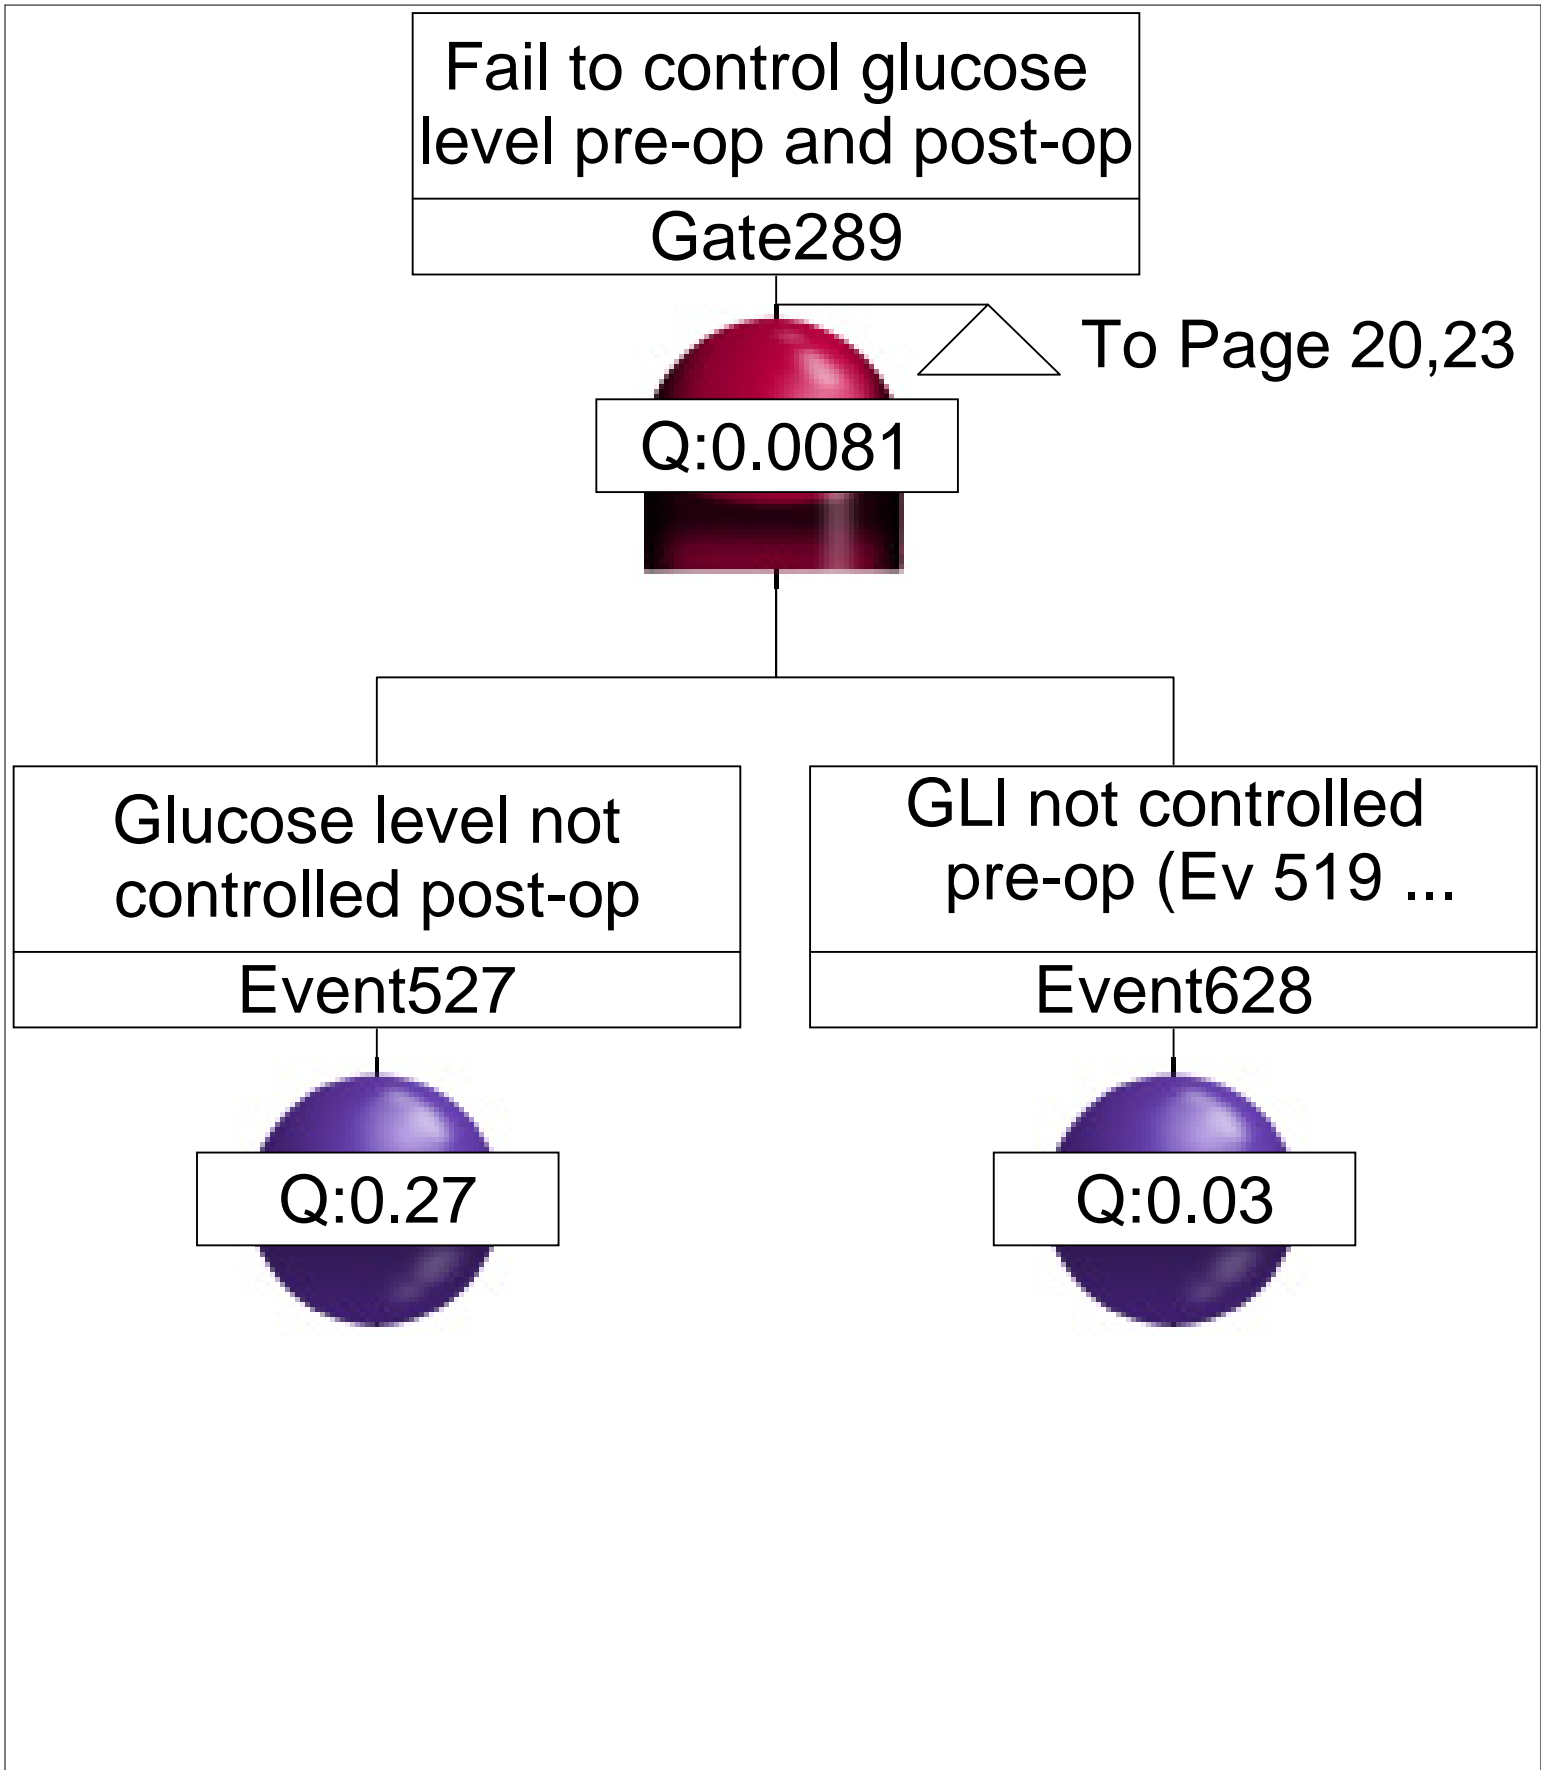 Fail to control glucose
level pre-op and post-op
Gate289
To Page 20,23
Q:0.0081
Glucose level not
controlled post-op
Event527
Q:0.27
GLI not controlled
pre-op (Ev 519 ...
Event628
Q:0.03